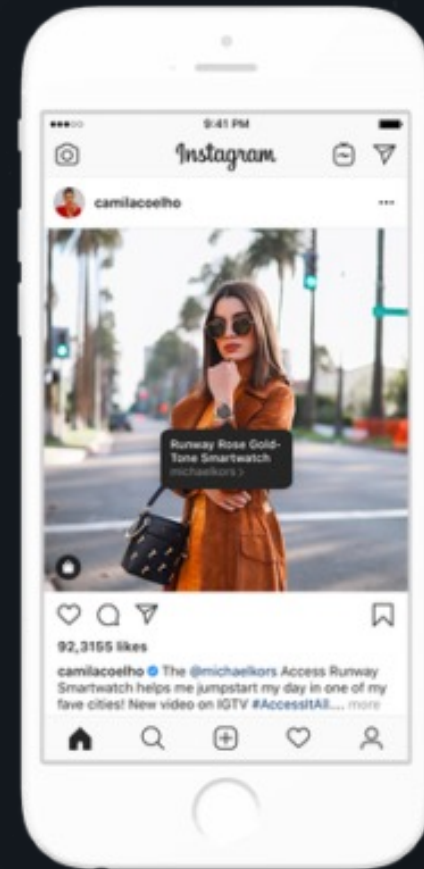 9:41 PM
Instagram
camilacoelho
Runway Rose Gold-
Tone Smartwatch
michaelkors >
92,3155 likes
camilacoelho The @michaelkors Access Runway
Smartwatch helps me jumpstart my day in one of my
fave cities! New video on IGTV #AccessItAll.... more